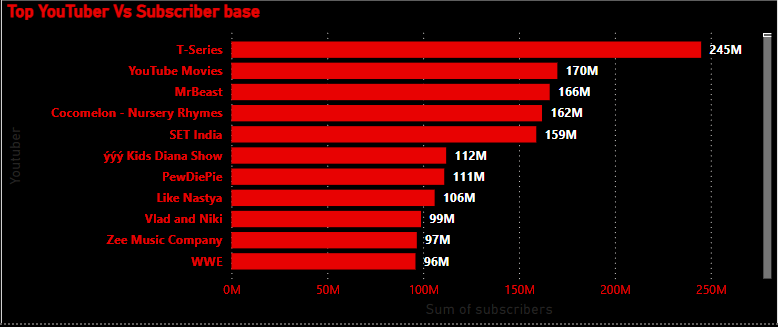 Top YouTuber Vs Subscriber base
Youtuber
T-Series 245M
YouTube Movies 170M
MrBeast 166M
Cocomelon - Nursery Rhymes 162M
SET India 159M
ýýý Kids Diana Show 112M
PewDiePie 111M
Like Nastya 106M
Vlad and Niki 99M
Zee Music Company 97M
WWE 96M
0M 50M 100M 150M 200M 250M
Sum of subscribers